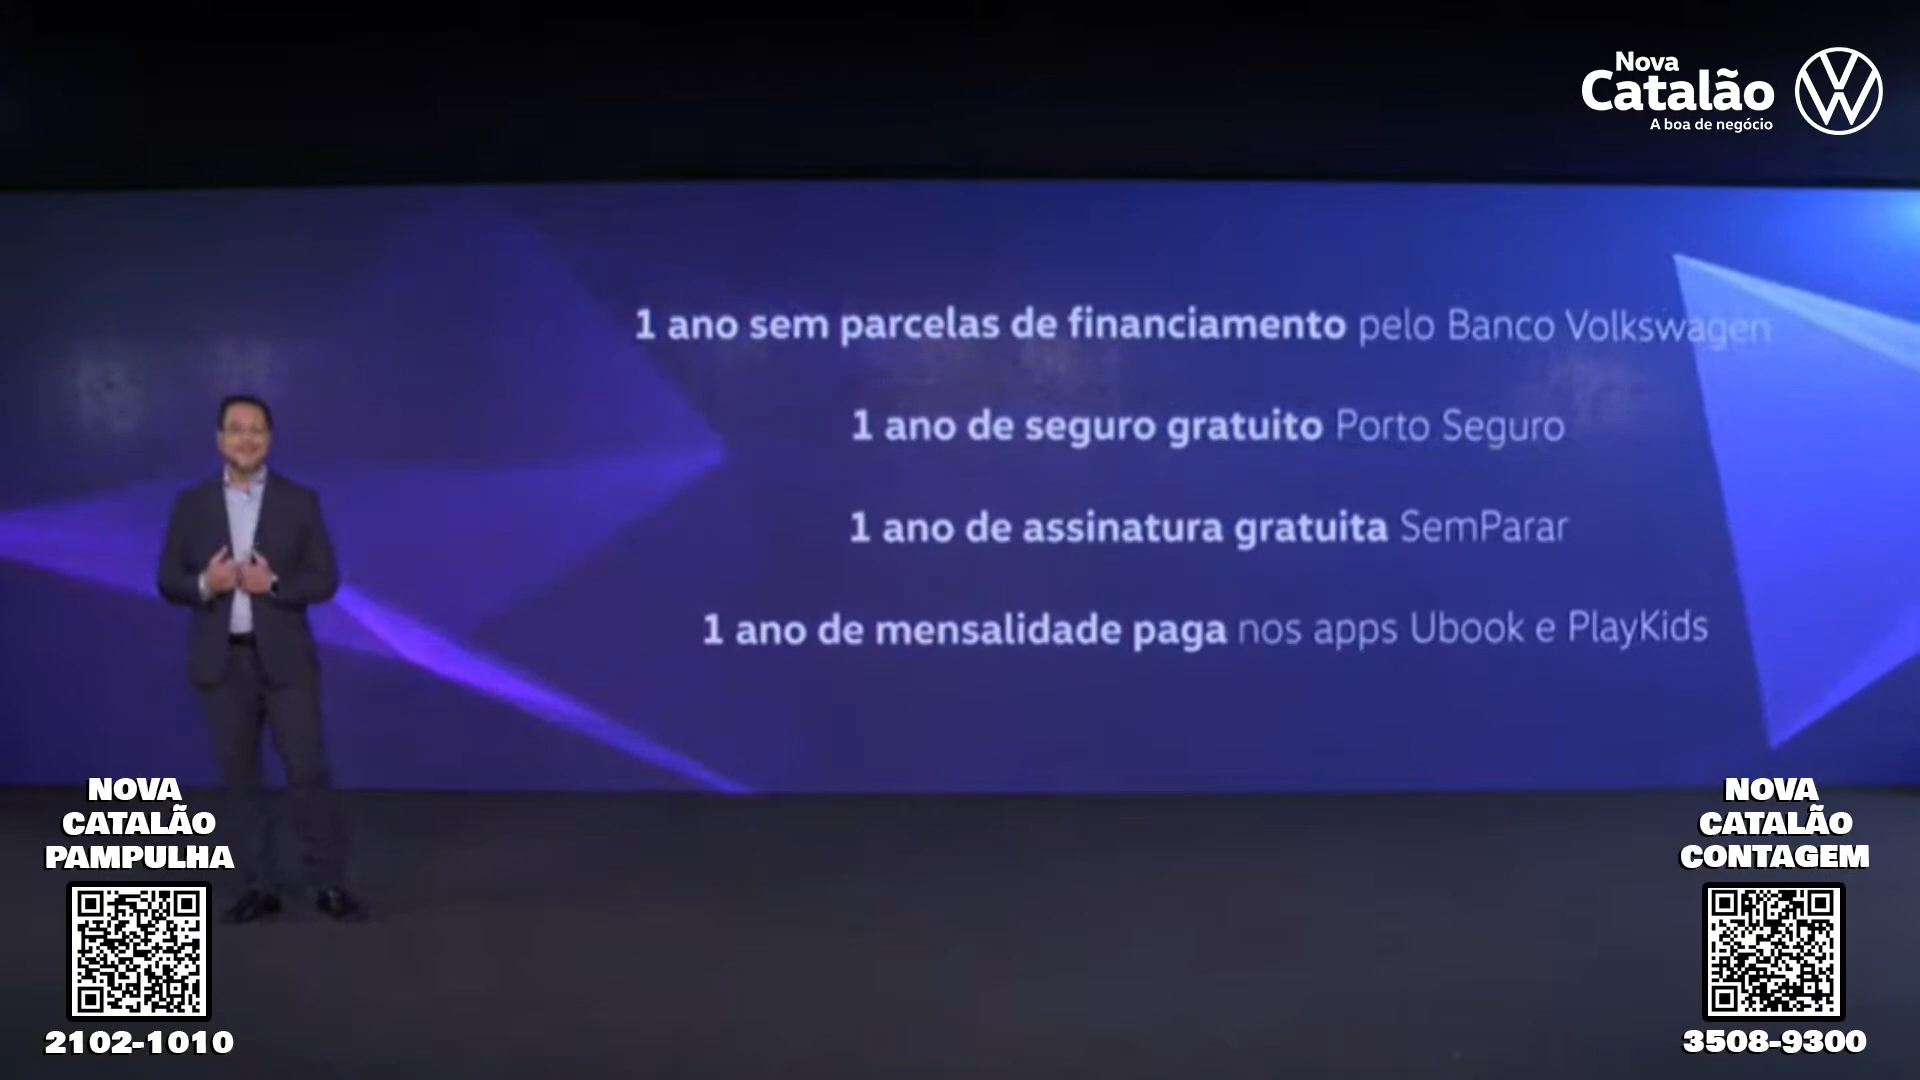 Nova
Catalão
A boa de negócio
1 ano sem parcelas de financiamento pelo Banco Volkswagen
1 ano de seguro gratuito Porto Seguro
1 ano de assinatura gratuita SemParar
1 ano de mensalidade paga nos apps Ubook e PlayKids
NOVA
CATALÃO
PAMPULHA
2102-1010
NOVA
CATALÃO
CONTAGEM
3508-9300